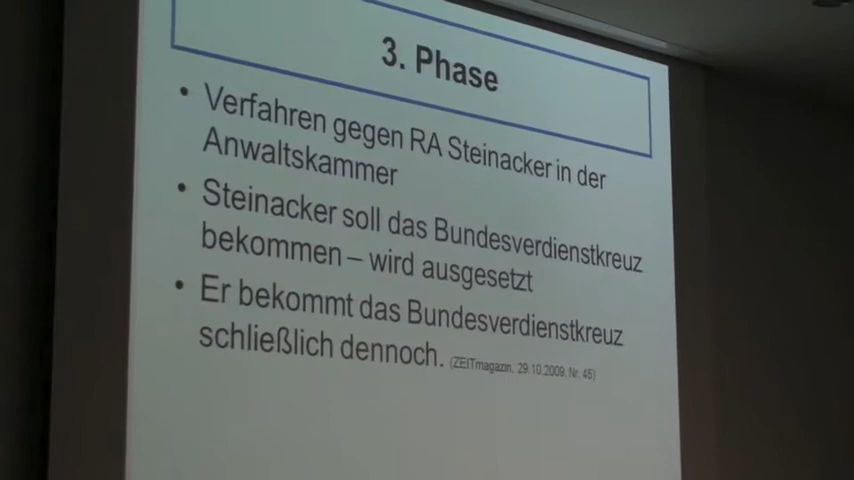 3. Phase
• Verfahren gegen RA Steinacker in der
Anwaltskammer
• Steinacker soll das Bundesverdienstkreuz
bekommen – wird ausgesetzt
• Er bekommt das Bundesverdienstkreuz
schließlich dennoch. (ZEITmagazin, 29.10.2009, Nr. 45)